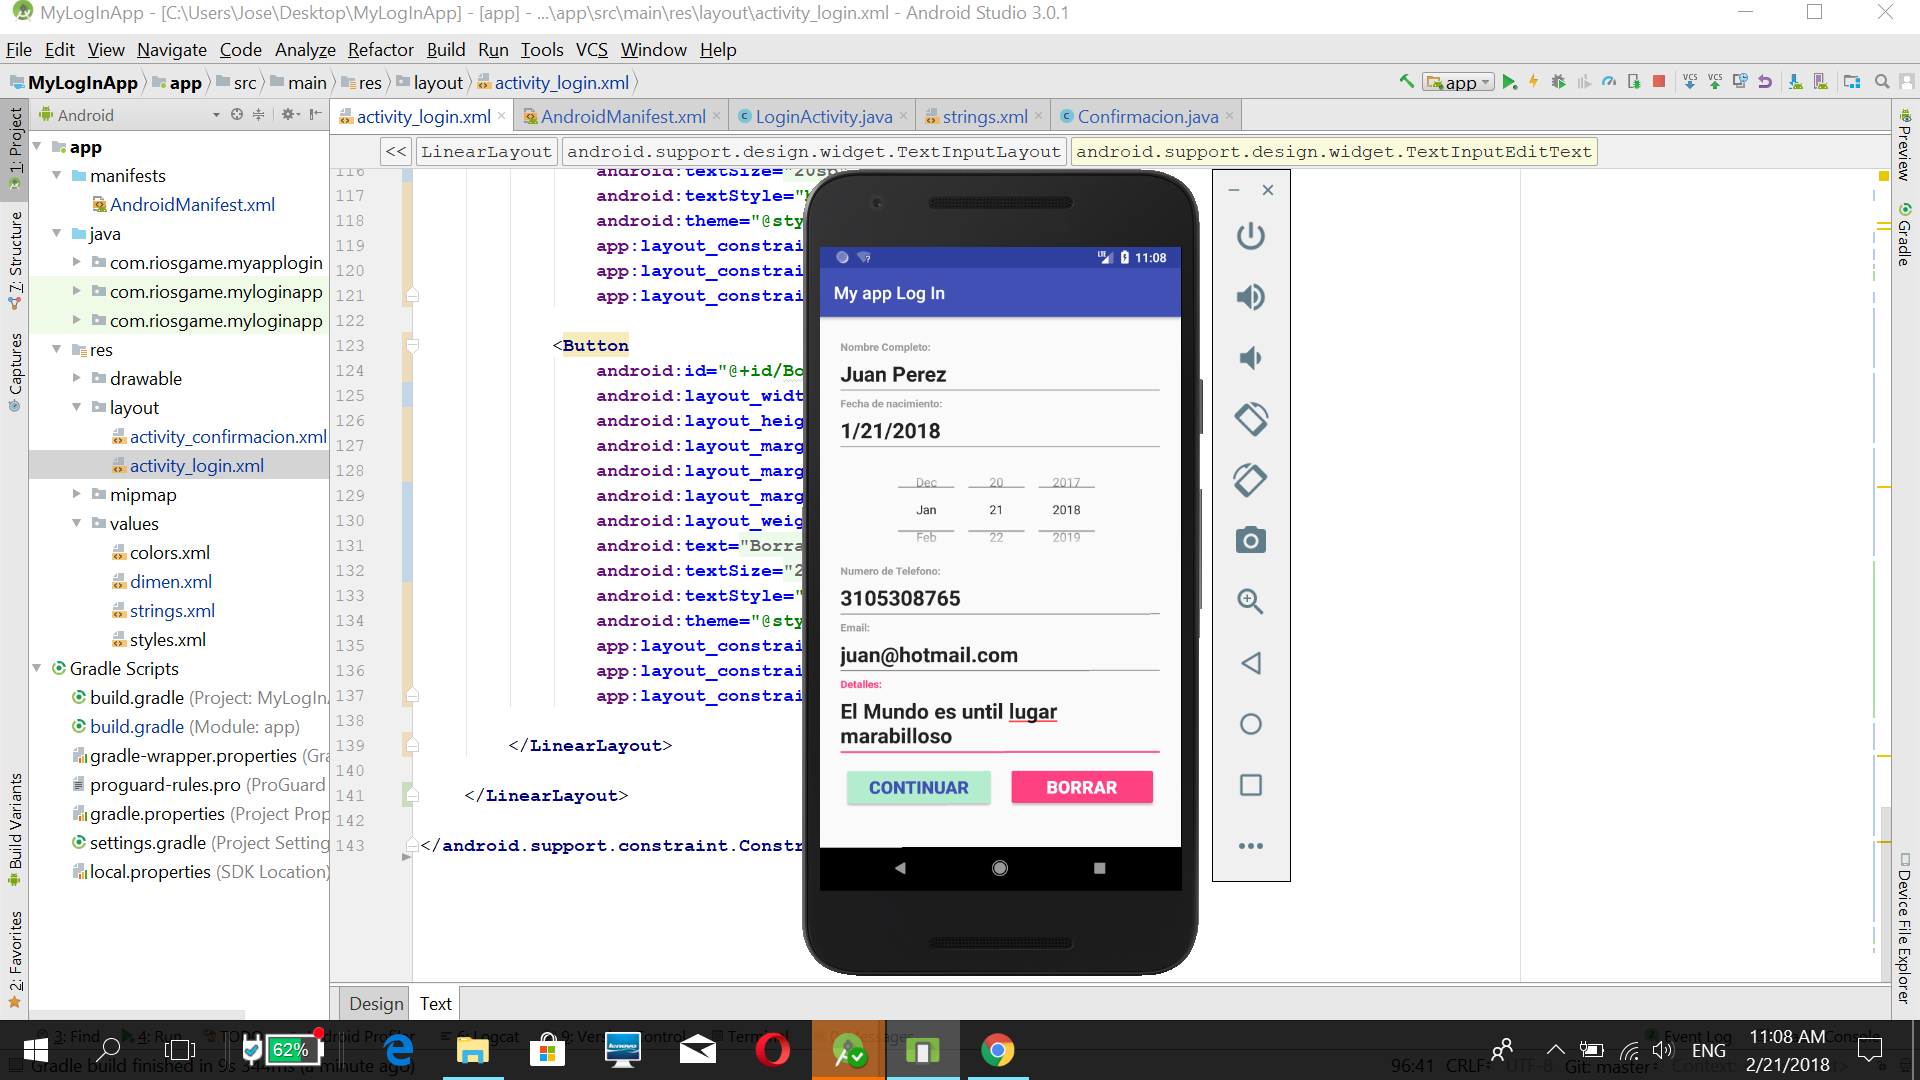 MyLogInApp - [C:\Users\Jose\Desktop\MyLogInApp] - [app] - ...\app\src\main\res\layout\activity_login.xml - Android Studio 3.0.1
File Edit View Navigate Code Analyze Refactor Build Run Tools VCS Window Help
MyLogInApp app src main res layout activity_login.xml
app
VCS VCS
Android
activity_login.xml AndroidManifest.xml LoginActivity.java strings.xml Confirmacion.java
<< LinearLayout android.support.design.widget.TextInputLayout android.support.design.widget.TextInputEditText
1: Project
7: Structure
Captures
Build Variants
2: Favorites
app
manifests
AndroidManifest.xml
java
com.riosgame.myapplogin
com.riosgame.myloginapp
com.riosgame.myloginapp
res
drawable
layout
activity_confirmacion.xml
activity_login.xml
mipmap
values
colors.xml
dimen.xml
strings.xml
styles.xml
Gradle Scripts
build.gradle (Project: MyLogIn
build.gradle (Module: app)
gradle-wrapper.properties (Gra
proguard-rules.pro (ProGuard
gradle.properties (Project Prop
settings.gradle (Project Setting
local.properties (SDK Location)
116 android:textSize="20sp"
117 android:textStyle="
118 android:theme="@sty
119 app:layout_constrai
120 app:layout_constrai
121 app:layout_constrai
122
123 <Button
124 android:id="@+id/Bo
125 android:layout_widt
126 android:layout_heig
127 android:layout_marg
128 android:layout_marg
129 android:layout_marg
130 android:layout_weig
131 android:text="Borra
132 android:textSize="2
133 android:textStyle="
134 android:theme="@sty
135 app:layout_constrai
136 app:layout_constrai
137 app:layout_constrai
138
139 </LinearLayout>
140
141 </LinearLayout>
142
143 </android.support.constraint.Constr
LTE 11:08
My app Log In
Nombre Completo:
Juan Perez
Fecha de nacimiento:
1/21/2018
Dec 20 2017
Jan 21 2018
Feb 22 2019
Numero de Telefono:
3105308765
Email:
juan@hotmail.com
Detalles:
El Mundo es until lugar
marabilloso
CONTINUAR BORRAR
Preview
Gradle
Device File Explorer
Design Text
3: Find 4: Run TODO Android Profiler 6: Logcat 9: Version Control Terminal 0: Messages Event Log Gradle Console
62%
lenovo
ENG
11:08 AM
2/21/2018
Gradle build finished in 9s 344ms (a minute ago) 96:41 CRLF UTF-8 Git: master Context: